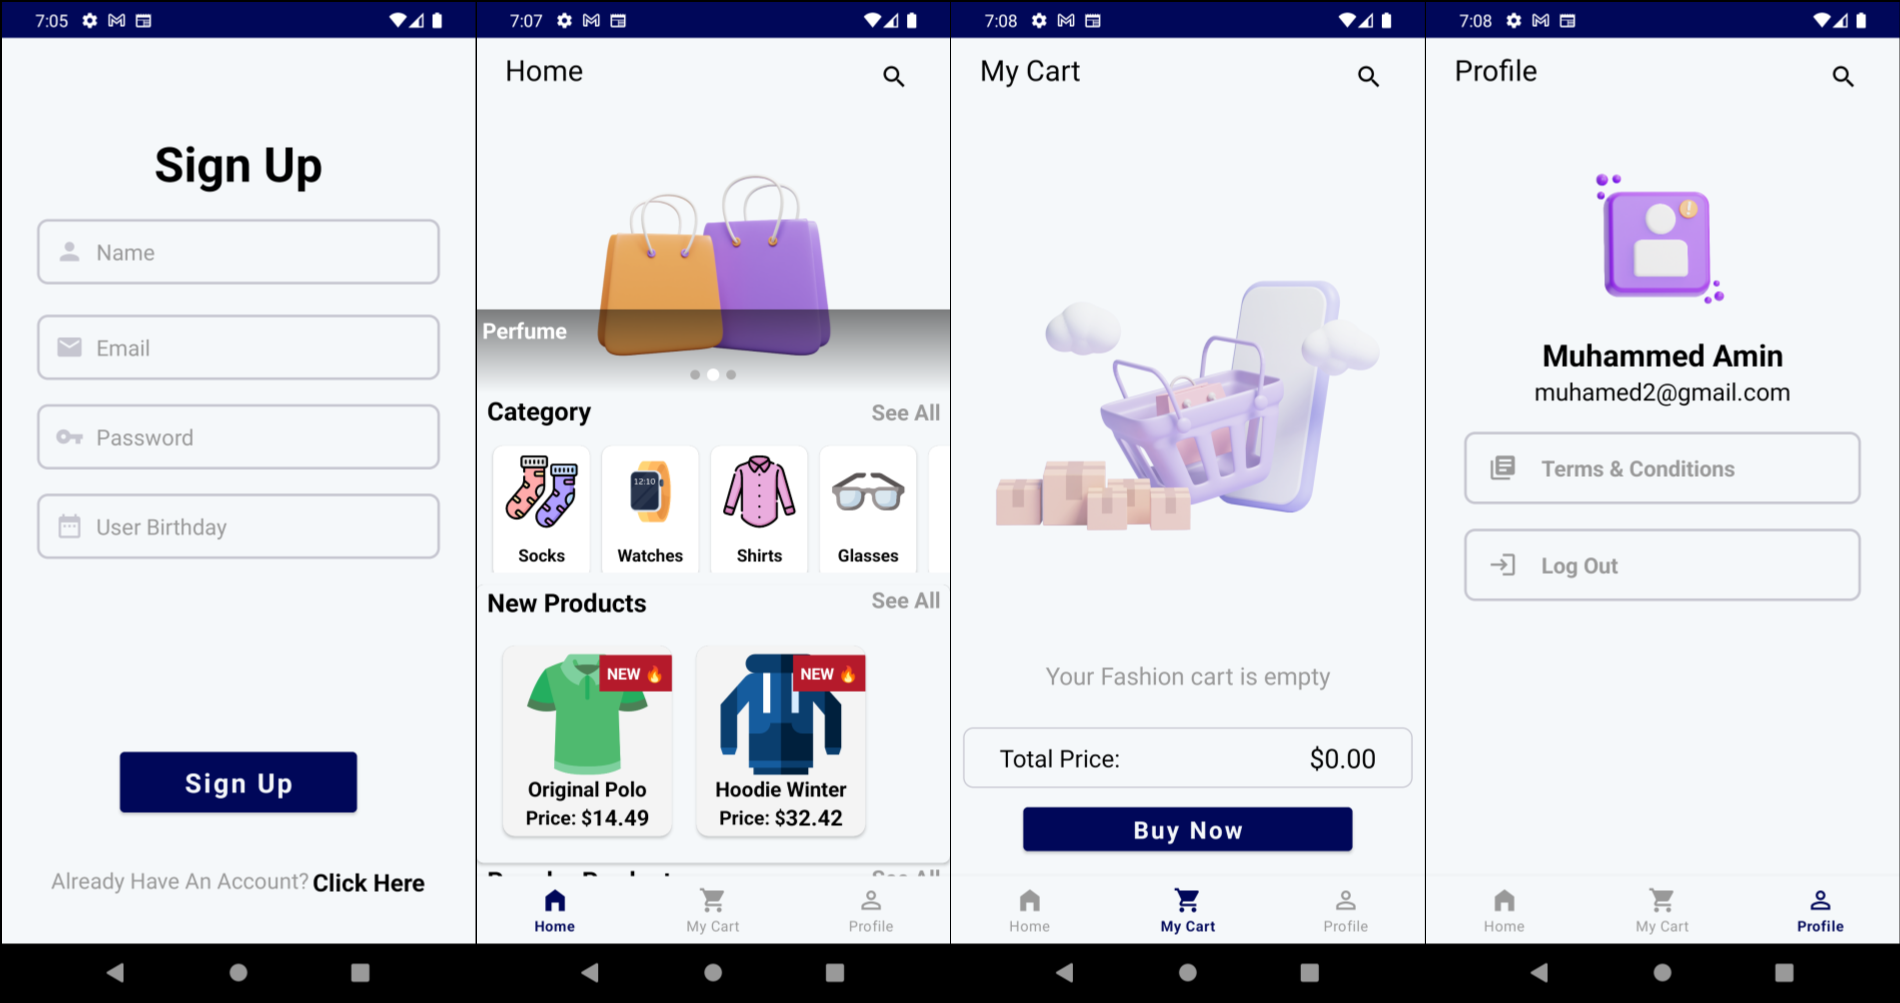 7:05
Sign Up
Name
Email
Password
User Birthday
Sign Up
Already Have An Account? Click Here
7:07
Home
Perfume
Category See All
12:10
Socks Watches Shirts Glasses
New Products See All
NEW 🔥 NEW 🔥
Original Polo Hoodie Winter
Price: $14.49 Price: $32.42
See All
Home My Cart Profile
7:08
My Cart
Your Fashion cart is empty
Total Price: $0.00
Buy Now
Home My Cart Profile
7:08
Profile
Muhammed Amin
muhamed2@gmail.com
Terms & Conditions
Log Out
Home My Cart Profile